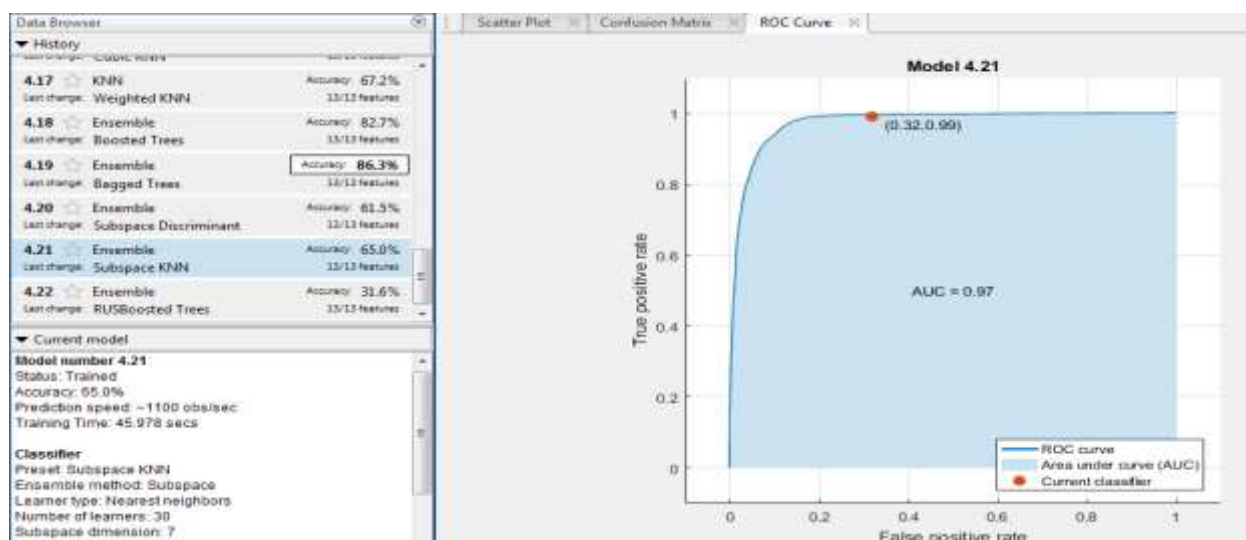 Data Browser
History
Last change: Cubic KNN 13/13 features
4.17 KNN Accuracy: 67.2%
Last change: Weighted KNN 13/13 features
4.18 Ensemble Accuracy: 82.7%
Last change: Boosted Trees 13/13 features
4.19 Ensemble Accuracy: 86.3%
Last change: Bagged Trees 13/13 features
4.20 Ensemble Accuracy: 61.5%
Last change: Subspace Discriminant 13/13 features
4.21 Ensemble Accuracy: 65.0%
Last change: Subspace KNN 13/13 features
4.22 Ensemble Accuracy: 31.6%
Last change: RUSBoosted Trees 13/13 features
Current model
Model number 4.21
Status: Trained
Accuracy: 65.0%
Prediction speed: ~1100 obs/sec
Training Time: 45.978 secs
Classifier
Preset: Subspace KNN
Ensemble method: Subspace
Learner type: Nearest neighbors
Number of learners: 30
Subspace dimension: 7
Scatter Plot Confusion Matrix ROC Curve
Model 4.21
1
(0.32,0.99)
0.8
0.6
AUC = 0.97
0.4
0.2
0
True positive rate
ROC curve
Area under curve (AUC)
Current classifier
0 0.2 0.4 0.6 0.8 1
False positive rate